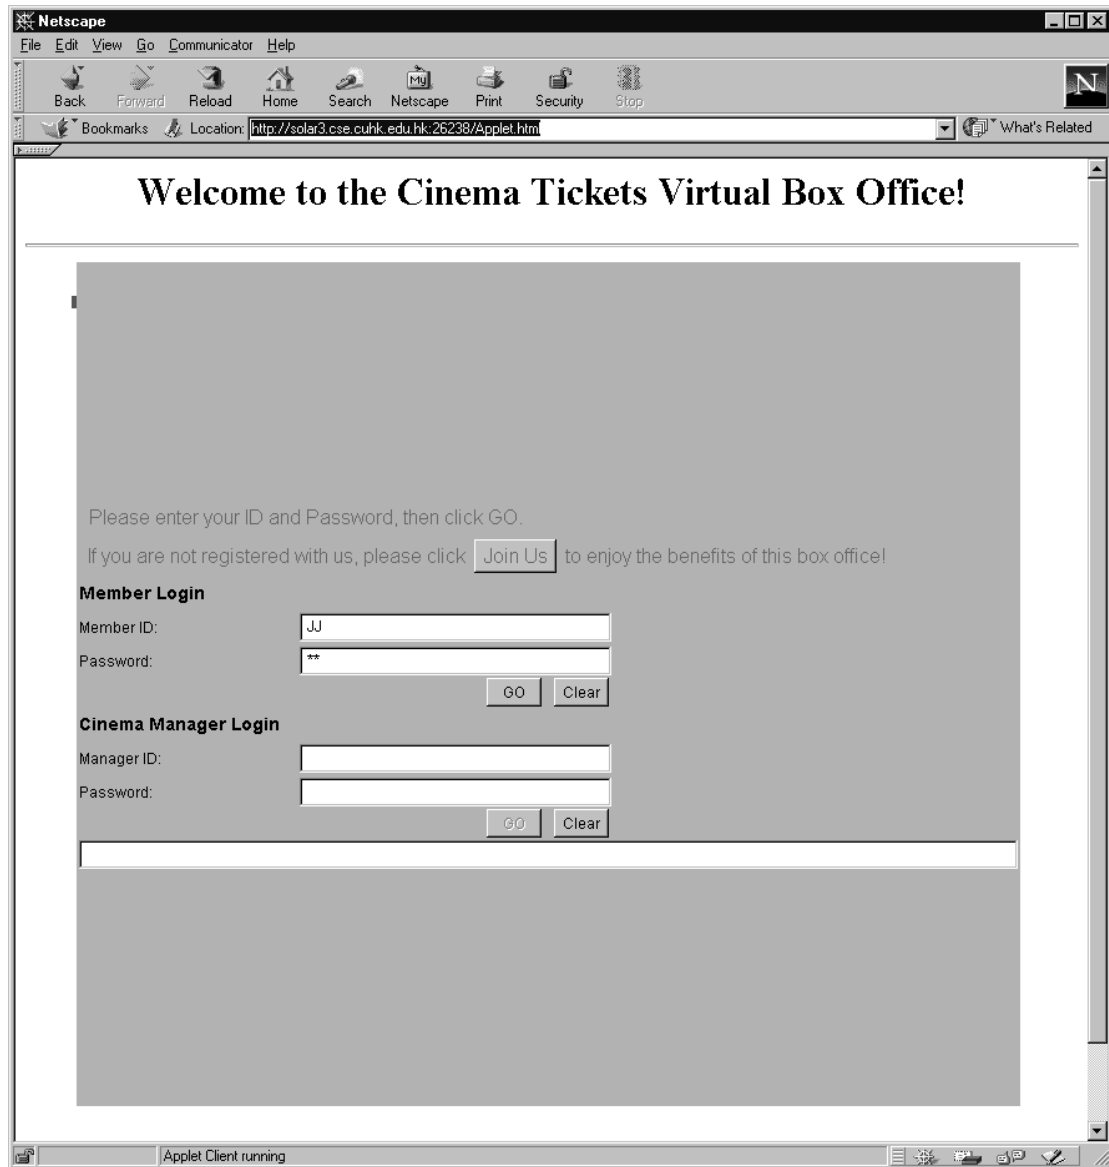 Netscape
File Edit View Go Communicator Help
My
N
Back Forward Reload Home Search Netscape Print Security Stop
Bookmarks Location: http://solar3.cse.cuhk.edu.hk:26238/Applet.htm What's Related
Welcome to the Cinema Tickets Virtual Box Office!
Please enter your ID and Password, then click GO.
If you are not registered with us, please click Join Us to enjoy the benefits of this box office!
Member Login
Member ID: JJ
Password: **
GO Clear
Cinema Manager Login
Manager ID:
Password:
GO Clear
Applet Client running